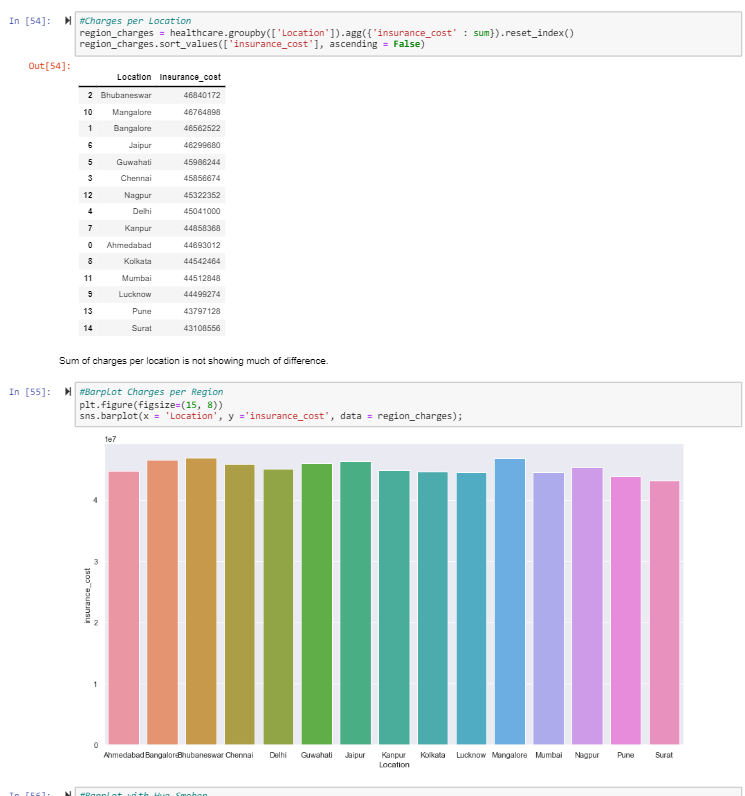 In [54]:
#Charges per Location
region_charges = healthcare.groupby(['Location']).agg({'insurance_cost' : sum}).reset_index()
region_charges.sort_values(['insurance_cost'], ascending = False)
Out[54]:
Location insurance_cost
2 Bhubaneswar 46840172
10 Mangalore 46764898
1 Bangalore 46562522
6 Jaipur 46299680
5 Guwahati 45986244
3 Chennai 45856674
12 Nagpur 45322352
4 Delhi 45041000
7 Kanpur 44858368
0 Ahmedabad 44693012
8 Kolkata 44542464
11 Mumbai 44512848
9 Lucknow 44499274
13 Pune 43797128
14 Surat 43108556
Sum of charges per location is not showing much of difference.
In [55]:
#Barplot Charges per Region
plt.figure(figsize=(15, 8))
sns.barplot(x = 'Location', y ='insurance_cost', data = region_charges);
1e7
4
3
2
1
0
insurance_cost
Ahmedabad Bangalore Bhubaneswar Chennai Delhi Guwahati Jaipur Kanpur Kolkata Lucknow Mangalore Mumbai Nagpur Pune Surat
Location
In [56]:
#Barplot with Hue Smoker